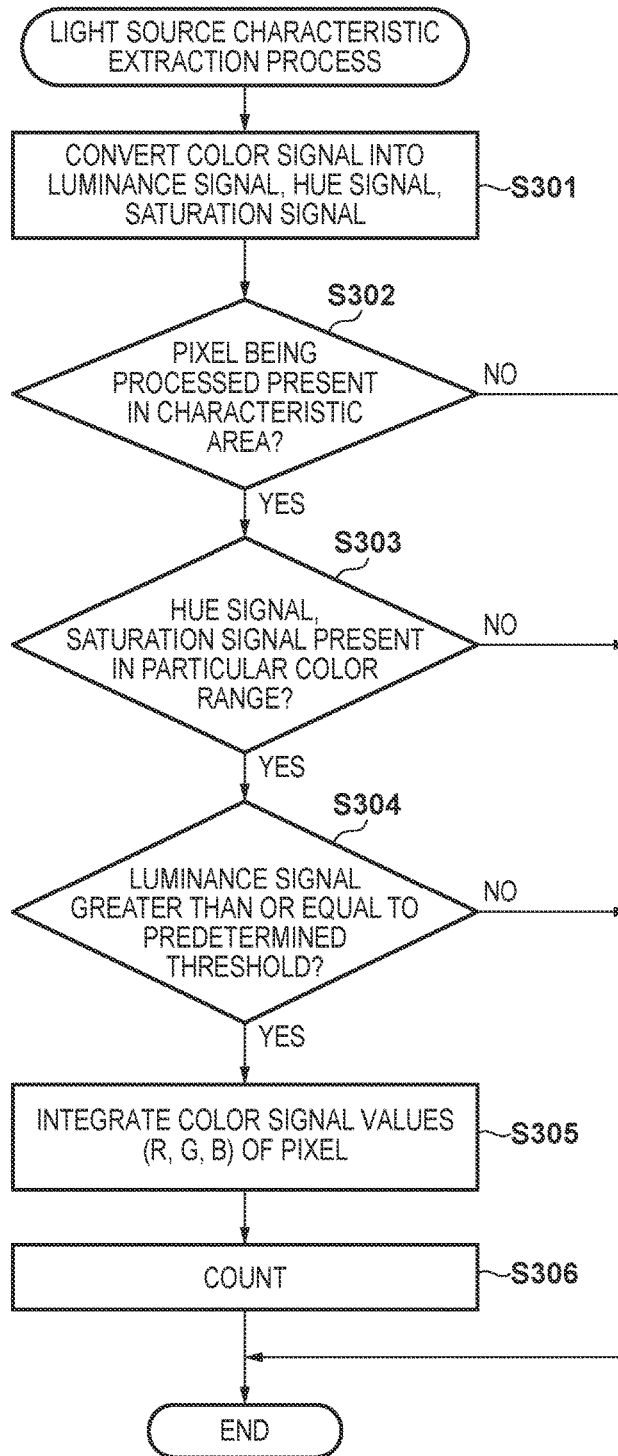 LIGHT SOURCE CHARACTERISTIC
EXTRACTION PROCESS
CONVERT COLOR SIGNAL INTO
LUMINANCE SIGNAL, HUE SIGNAL,
SATURATION SIGNAL
S301
S302
PIXEL BEING
PROCESSED PRESENT
IN CHARACTERISTIC
AREA?
NO
YES
S303
HUE SIGNAL,
SATURATION SIGNAL PRESENT
IN PARTICULAR COLOR
RANGE?
NO
YES
S304
LUMINANCE SIGNAL
GREATER THAN OR EQUAL TO
PREDETERMINED
THRESHOLD?
NO
YES
INTEGRATE COLOR SIGNAL VALUES
(R, G, B) OF PIXEL
S305
COUNT
S306
END